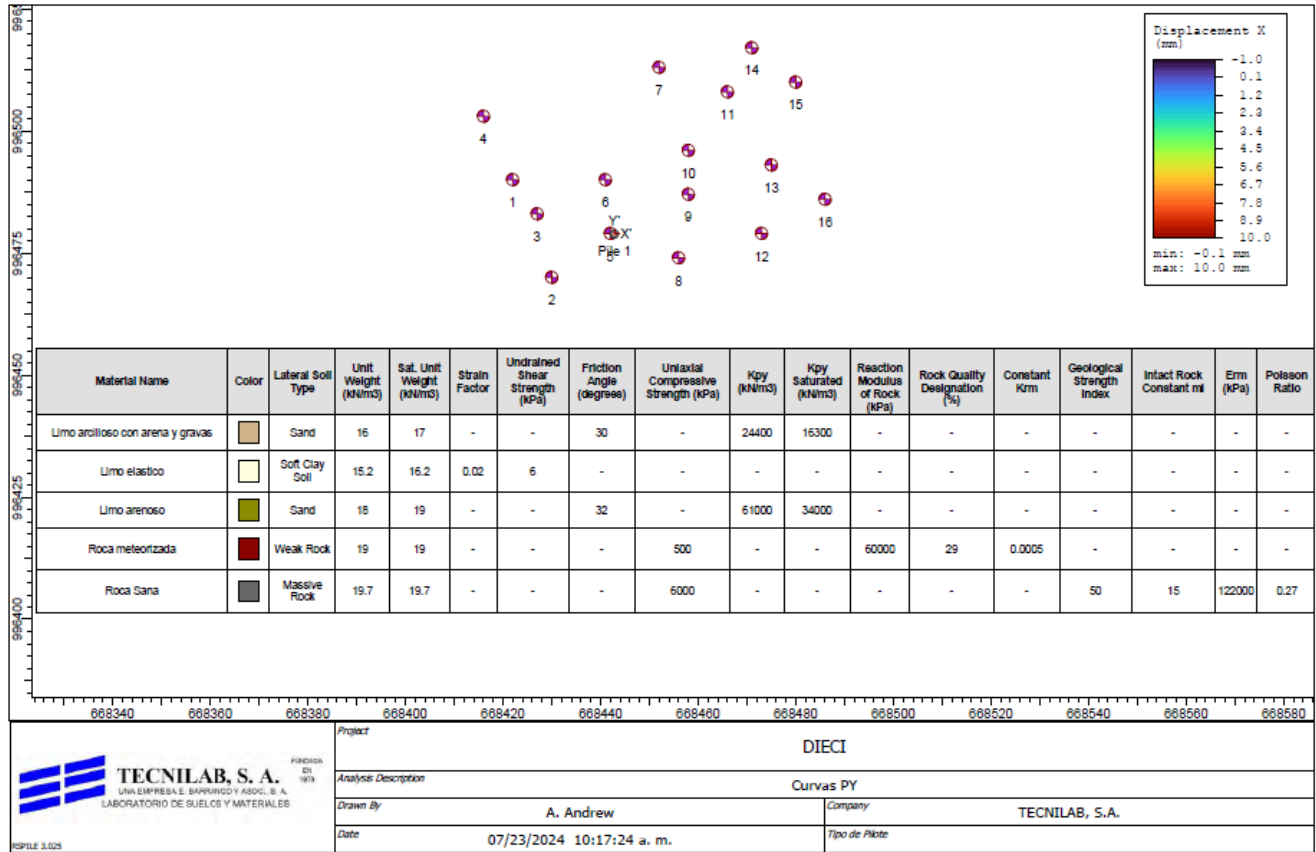 Displacement X
(mm)
-1.0
0.1
1.2
2.3
3.4
4.5
5.6
6.7
7.8
8.9
10.0
min: -0.1 mm
max: 10.0 mm
14
7
15
11
4
10
13
1
6
9
16
3
Y'
X'
Pile 1
5
12
8
2
996500
996475
996450
996425
996400
Material Name | Color | Lateral Soil Type | Unit Weight (kN/m3) | Sat. Unit Weight (kN/m3) | Strain Factor | Undrained Shear Strength (kPa) | Friction Angle (degrees) | Uniaxial Compressive Strength (kPa) | Kpy (kN/m3) | Kpy Saturated (kN/m3) | Reaction Modulus of Rock (kPa) | Rock Quality Designation (%) | Constant Krm | Geological Strength Index | Intact Rock Constant mi | Erm (kPa) | Poisson Ratio
Limo arcilloso con arena y gravas | Sand | 16 | 17 | - | - | 30 | - | 24400 | 16300 | - | - | - | - | - | - | -
Limo elastico | Soft Clay Soil | 15.2 | 16.2 | 0.02 | 6 | - | - | - | - | - | - | - | - | - | - | -
Limo arenoso | Sand | 18 | 19 | - | - | 32 | - | 61000 | 34000 | - | - | - | - | - | - | -
Roca meteorizada | Weak Rock | 19 | 19 | - | - | - | 500 | - | - | 60000 | 29 | 0.0005 | - | - | - | -
Roca Sana | Massive Rock | 19.7 | 19.7 | - | - | - | 6000 | - | - | - | - | - | 50 | 15 | 122000 | 0.27
668340 668360 668380 668400 668420 668440 668460 668480 668500 668520 668540 668560 668580
TECNILAB, S. A.
FUNDADA EN 1973
UNA EMPRESA E. BARRANCO Y ASOC., S. A.
LABORATORIO DE SUELOS Y MATERIALES
RSPILE 3.025
Project
DIECI
Analysis Description
Curvas PY
Drawn By
A. Andrew
Company
TECNILAB, S.A.
Date
07/23/2024 10:17:24 a. m.
Tipo de Pilote